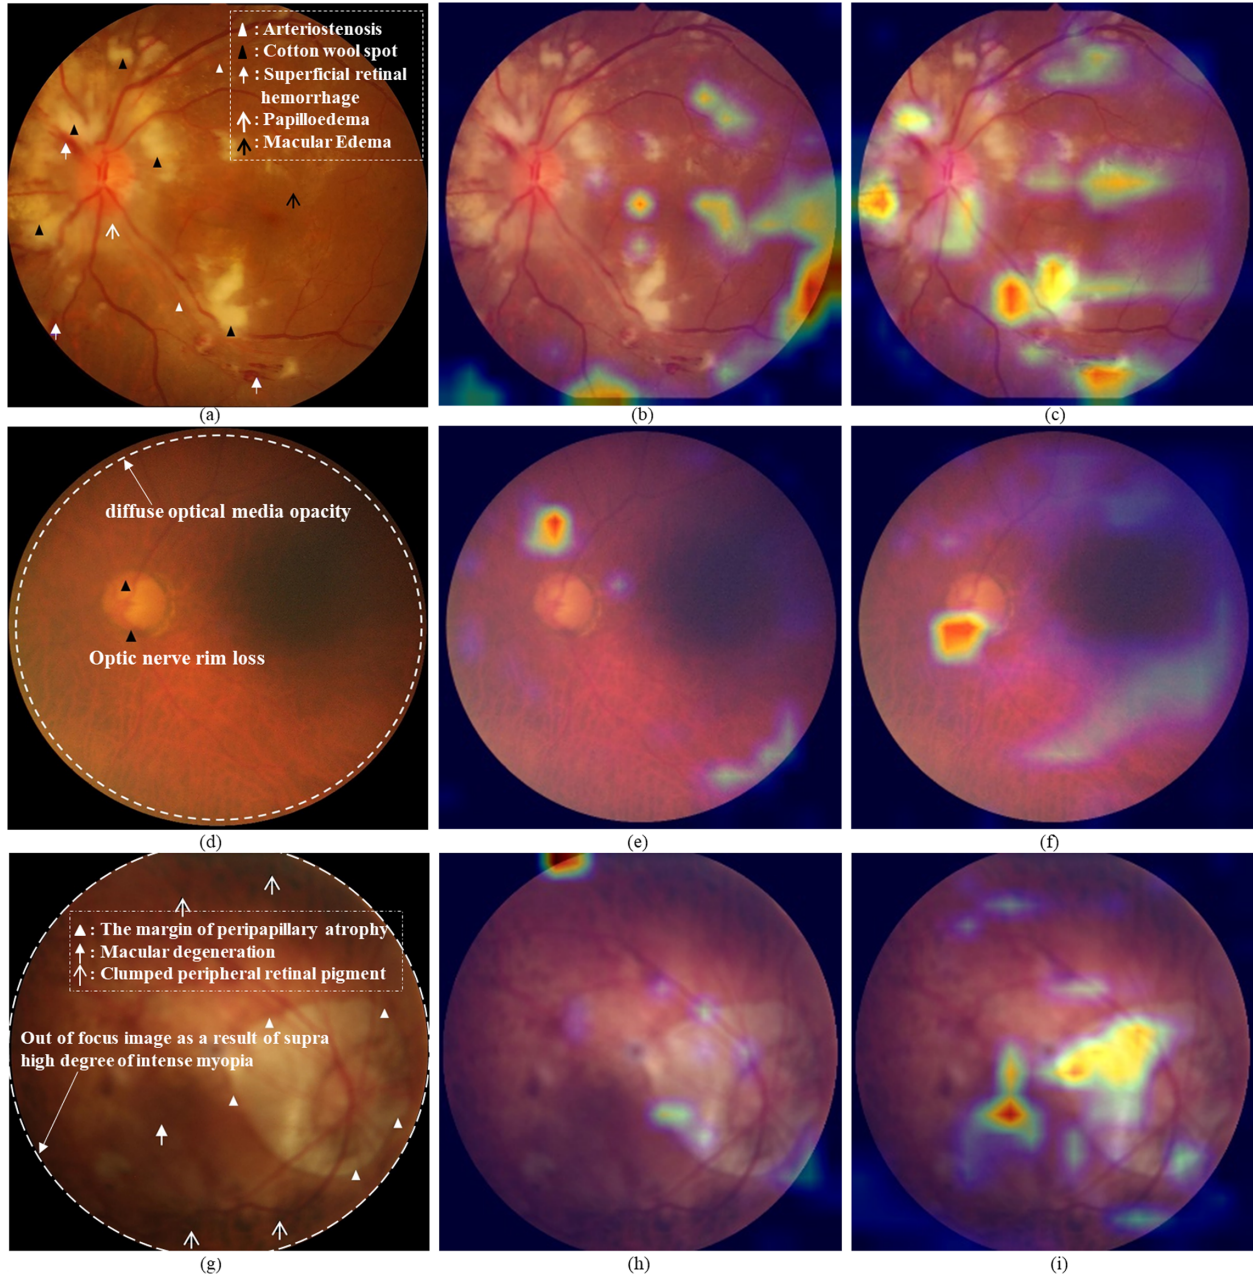 : Arteriostenosis
: Cotton wool spot
: Superficial retinal
hemorrhage
: Papilloedema
: Macular Edema
(a)
(b)
(c)
diffuse optical media opacity
Optic nerve rim loss
(d)
(e)
(f)
: The margin of peripapillary atrophy
: Macular degeneration
: Clumped peripheral retinal pigment
Out of focus image as a result of supra
high degree of intense myopia
(g)
(h)
(i)